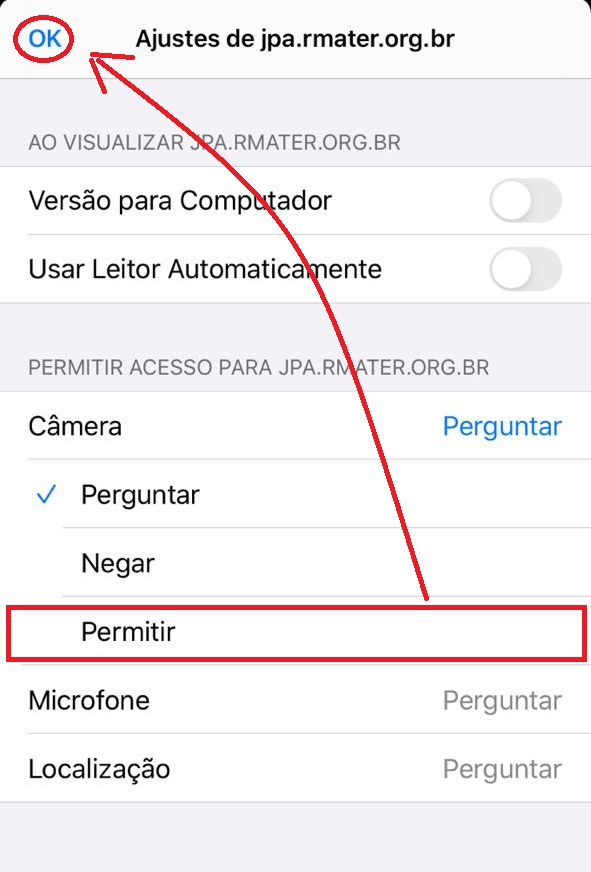 OK Ajustes de jpa.rmater.org.br
AO VISUALIZAR JPA.RMATER.ORG.BR
Versão para Computador
Usar Leitor Automaticamente
PERMITIR ACESSO PARA JPA.RMATER.ORG.BR
Câmera Perguntar
Perguntar
Negar
Permitir
Microfone Perguntar
Localização Perguntar